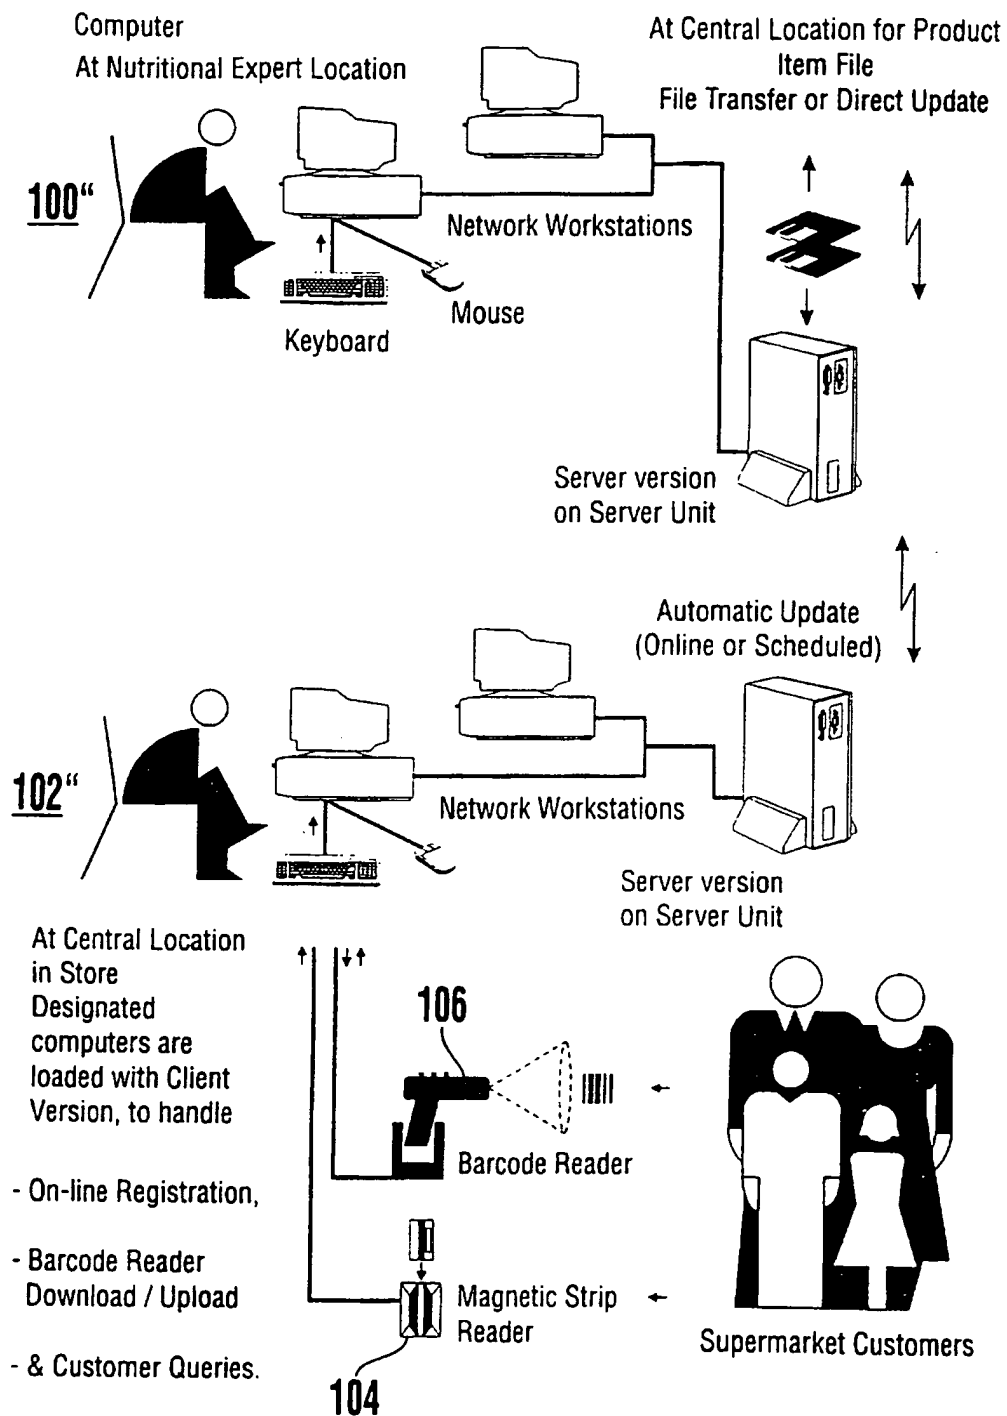 Computer
At Nutritional Expert Location
At Central Location for Product
Item File
File Transfer or Direct Update
100“
Network Workstations
Mouse
Keyboard
Server version
on Server Unit
Automatic Update
(Online or Scheduled)
102“
Network Workstations
Server version
on Server Unit
At Central Location
in Store
Designated
computers are
loaded with Client
Version, to handle
- On-line Registration,
- Barcode Reader
Download / Upload
- & Customer Queries.
106
Barcode Reader
Magnetic Strip
Reader
104
Supermarket Customers